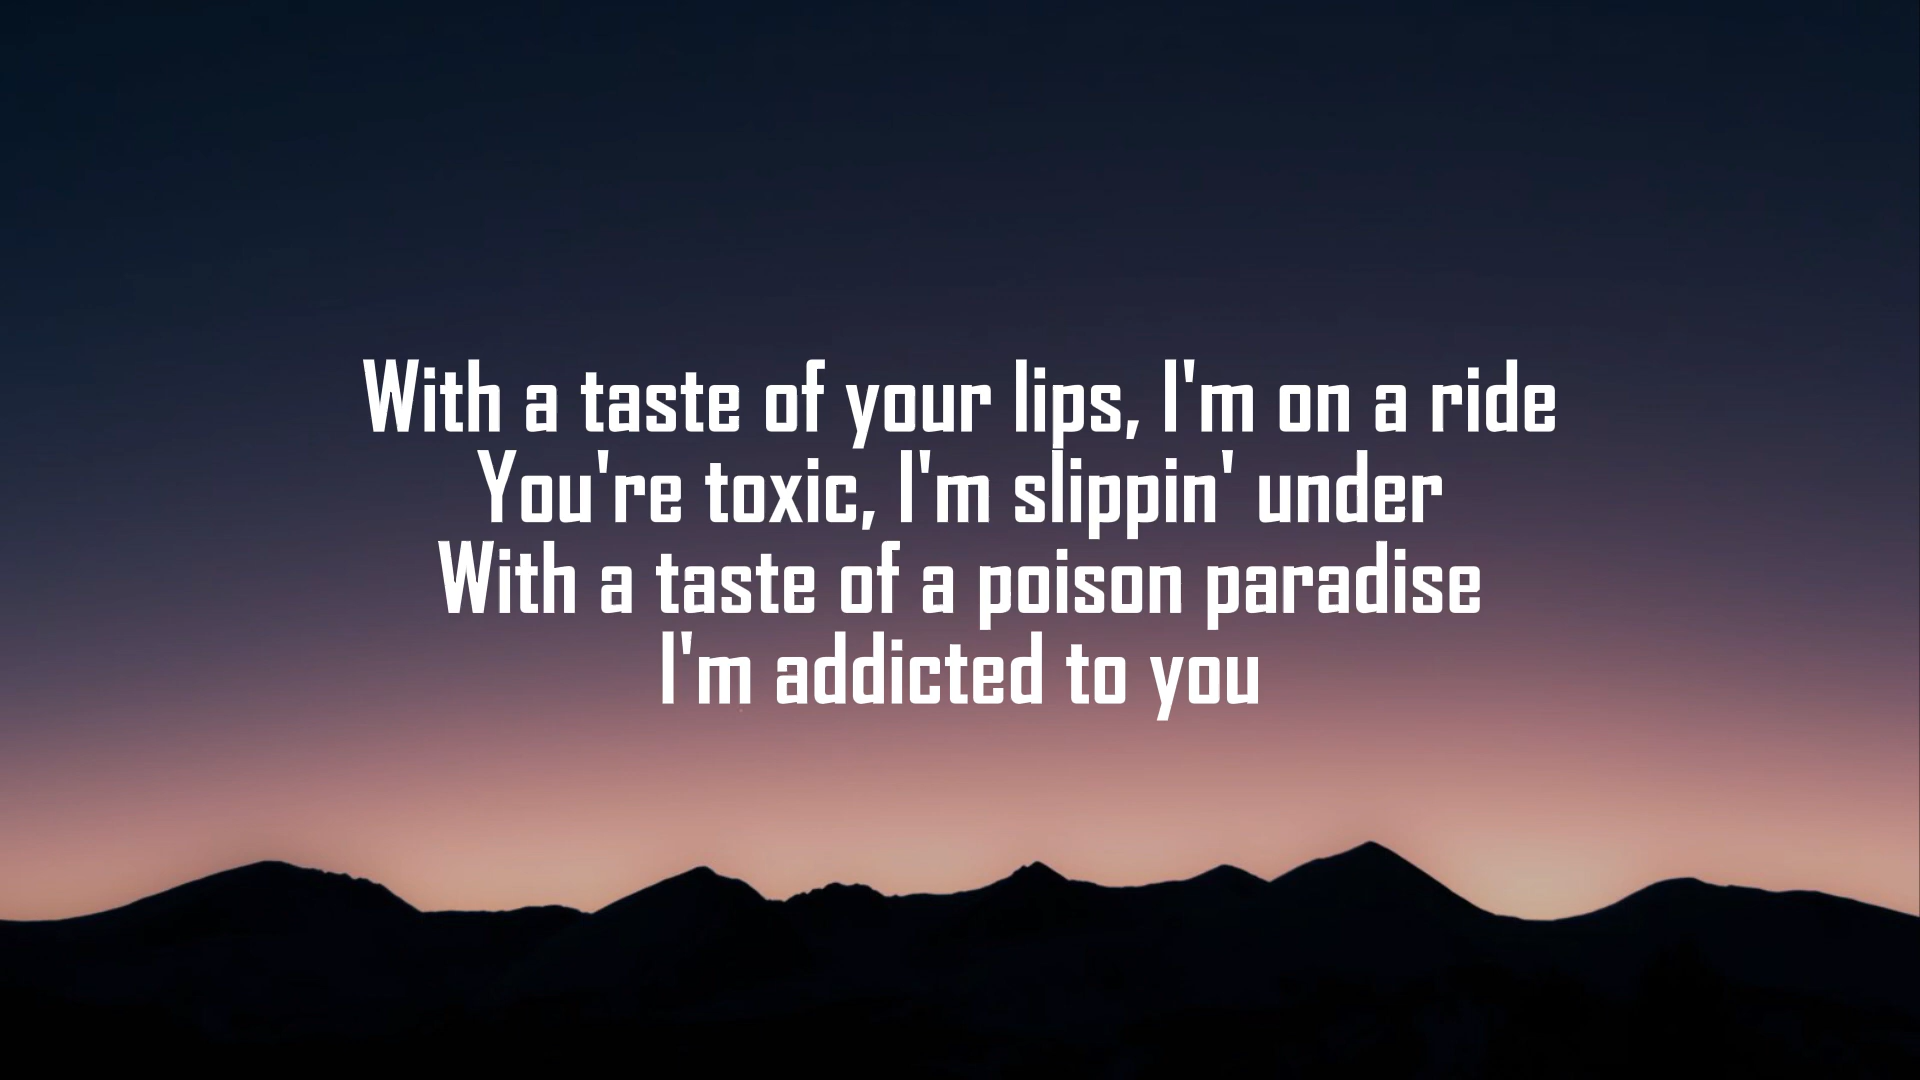 With a taste of your lips, I'm on a ride
You're toxic, I'm slippin' under
With a taste of a poison paradise
I'm addicted to you